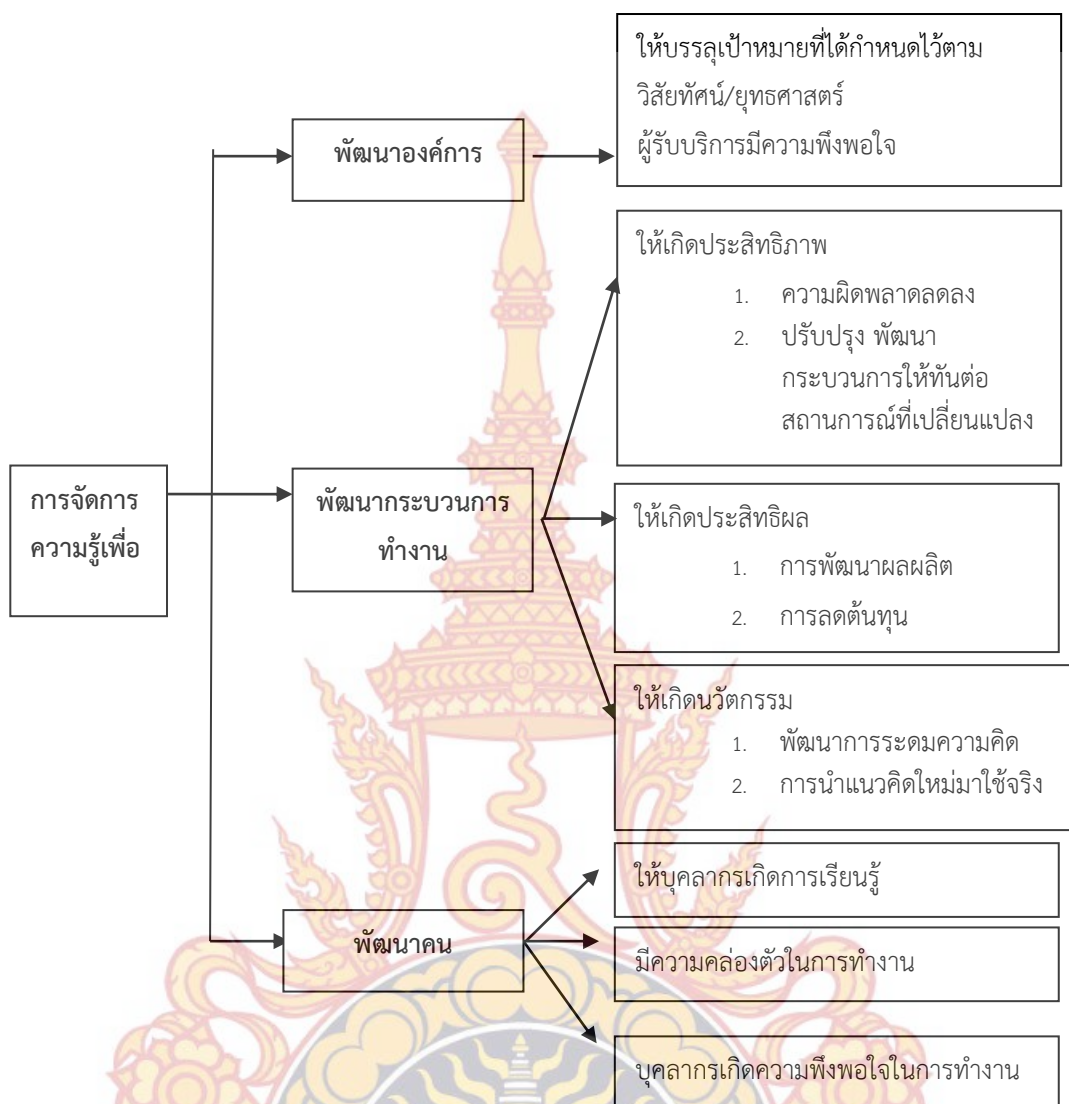 ให้บรรลุเป้าหมายที่ได้กำหนดไว้ตาม
วิสัยทัศน์/ยุทธศาสตร์
ผู้รับบริการมีความพึงพอใจ
พัฒนาองค์การ
ให้เกิดประสิทธิภาพ
1. ความผิดพลาดลดลง
2. ปรับปรุง พัฒนา
กระบวนการให้ทันต่อ
สถานการณ์ที่เปลี่ยนแปลง
การจัดการ
ความรู้เพื่อ
พัฒนากระบวนการ
ทำงาน
ให้เกิดประสิทธิผล
1. การพัฒนาผลผลิต
2. การลดต้นทุน
ให้เกิดนวัตกรรม
1. พัฒนาการระดมความคิด
2. การนำแนวคิดใหม่มาใช้จริง
พัฒนาคน
ให้บุคลากรเกิดการเรียนรู้
มีความคล่องตัวในการทำงาน
บุคลากรเกิดความพึงพอใจในการทำงาน